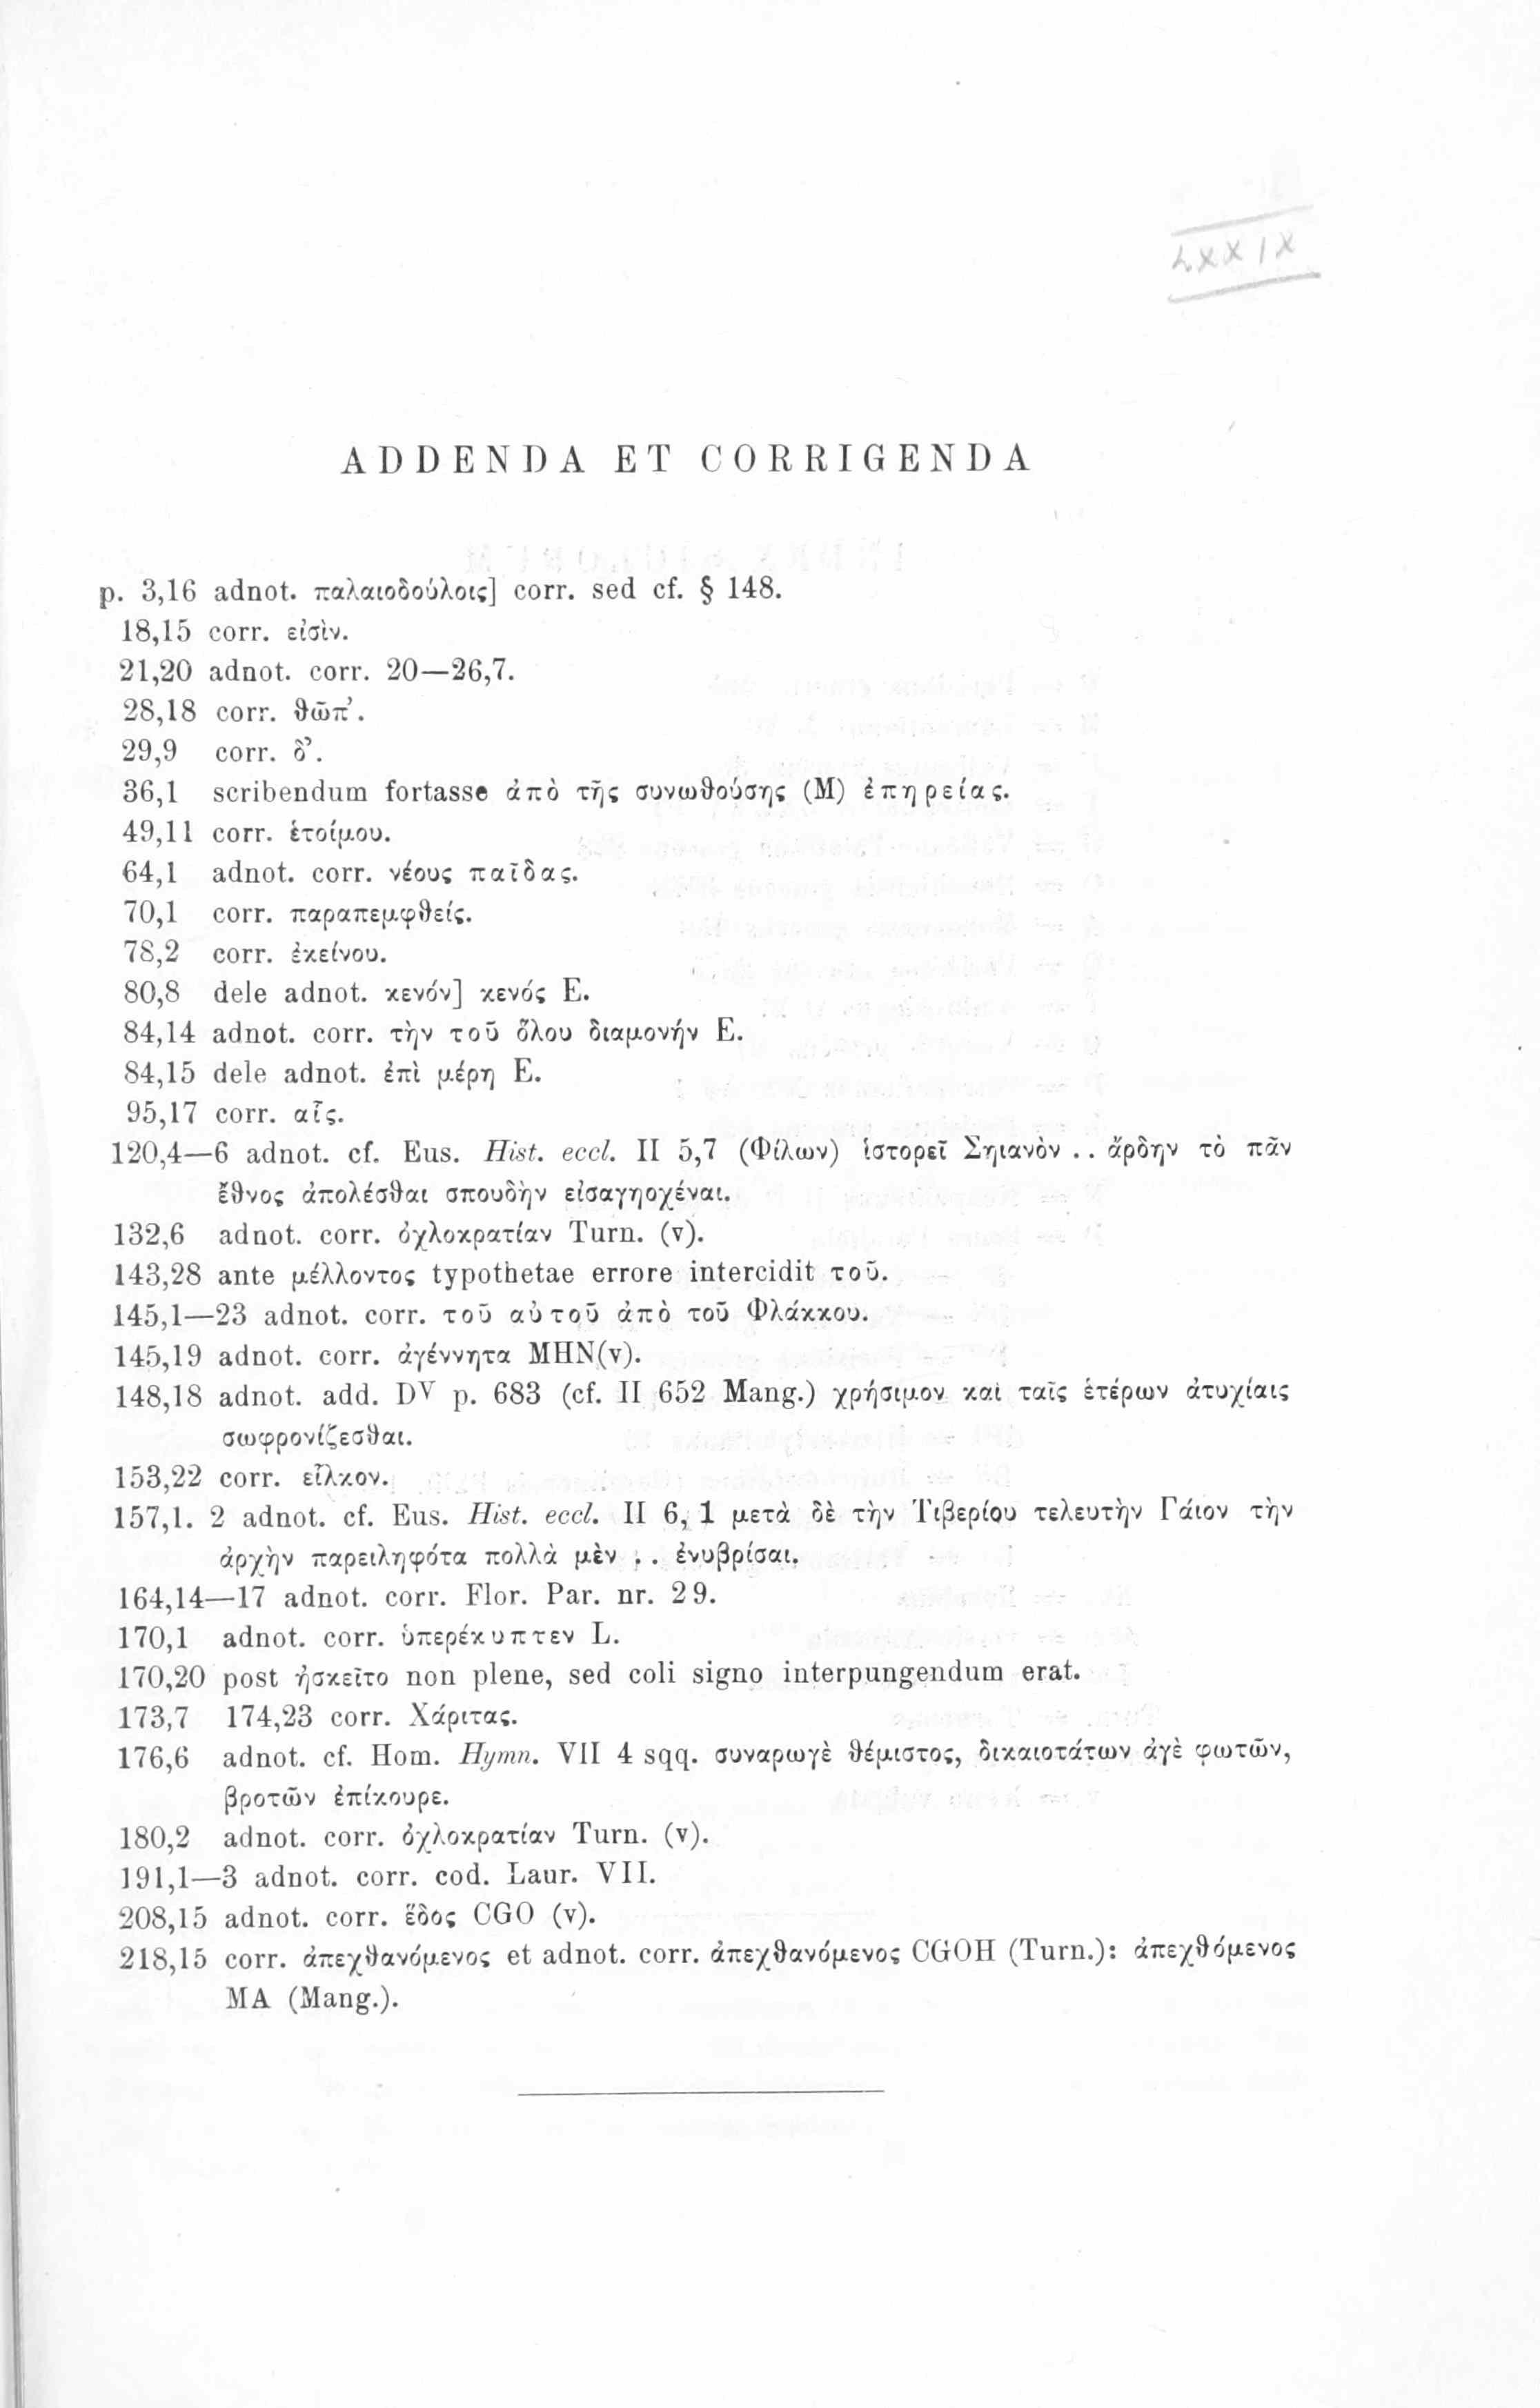 LXXIX
ADDENDA ET CORRIGENDA
p. 3,16 adnot. παλαιοδούλοις] corr. sed cf. § 148.
18,15 corr. εἰσὶν.
21,20 adnot. corr. 20—26,7.
28,18 corr. ϑῶπ’.
29,9 corr. δ’.
36,1 scribendum fortasse ἀπὸ τῆς συνωϑούσης (M) ἐπηρείας.
49,11 corr. ἑτοίμου.
64,1 adnot. corr. νέους παῖδας.
70,1 corr. παραπεμφϑείς.
78,2 corr. ἐκείνου.
80,8 dele adnot. κενόν] κενός E.
84,14 adnot. corr. τὴν τοῦ ὅλου διαμονήν E.
84,15 dele adnot. ἐπὶ μέρη E.
95,17 corr. αἷς.
120,4—6 adnot. cf. Eus. Hist. eccl. II 5,7 (Φίλων) ἱστορεῖ Σηιανὸν .. ἄρδην τὸ πᾶν
ἔϑνος ἀπολέσϑαι σπουδὴν εἰσαγηοχέναι.
132,6 adnot. corr. ὀχλοκρατίαν Turn. (v).
143,28 ante μέλλοντος typothetae errore intercidit τοῦ.
145,1—23 adnot. corr. τοῦ αὐτοῦ ἀπὸ τοῦ Φλάκκου.
145,19 adnot. corr. ἀγέννητα MHN(v).
148,18 adnot. add. Dᵛ p. 683 (cf. II 652 Mang.) χρήσιμον καὶ ταῖς ἑτέρων ἀτυχίαις
σωφρονίζεσϑαι.
153,22 corr. εἷλκον.
157,1. 2 adnot. cf. Eus. Hist. eccl. II 6, 1 μετὰ δὲ τὴν Τιβερίου τελευτὴν Γάιον τὴν
ἀρχὴν παρειληφότα πολλὰ μὲν .. ἐνυβρίσαι.
164,14—17 adnot. corr. Flor. Par. nr. 29.
170,1 adnot. corr. ὑπερέκυπτεν L.
170,20 post ἠσκεῖτο non plene, sed coli signo interpungendum erat.
173,7 174,23 corr. Χάριτας.
176,6 adnot. cf. Hom. Hymn. VII 4 sqq. συναρωγὲ ϑέμιστος, δικαιοτάτων ἀγὲ φωτῶν,
βροτῶν ἐπίκουρε.
180,2 adnot. corr. ὀχλοκρατίαν Turn. (v).
191,1—3 adnot. corr. cod. Laur. VII.
208,15 adnot. corr. ἕδος CGO (v).
218,15 corr. ἀπεχϑανόμενος et adnot. corr. ἀπεχϑανόμενος CGOH (Turn.): ἀπεχϑόμενος
MA (Mang.).